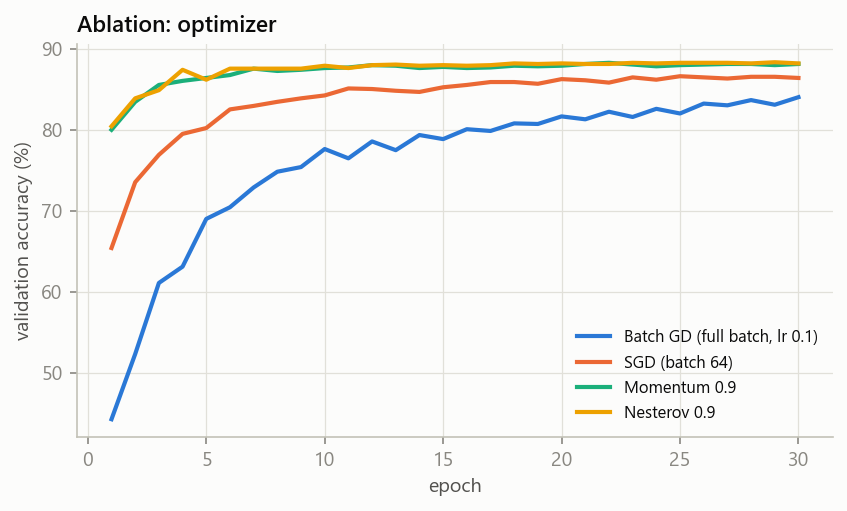 Ablation: optimizer
validation accuracy (%)
90
80
70
60
50
0 5 10 15 20 25 30
epoch
Batch GD (full batch, lr 0.1)
SGD (batch 64)
Momentum 0.9
Nesterov 0.9